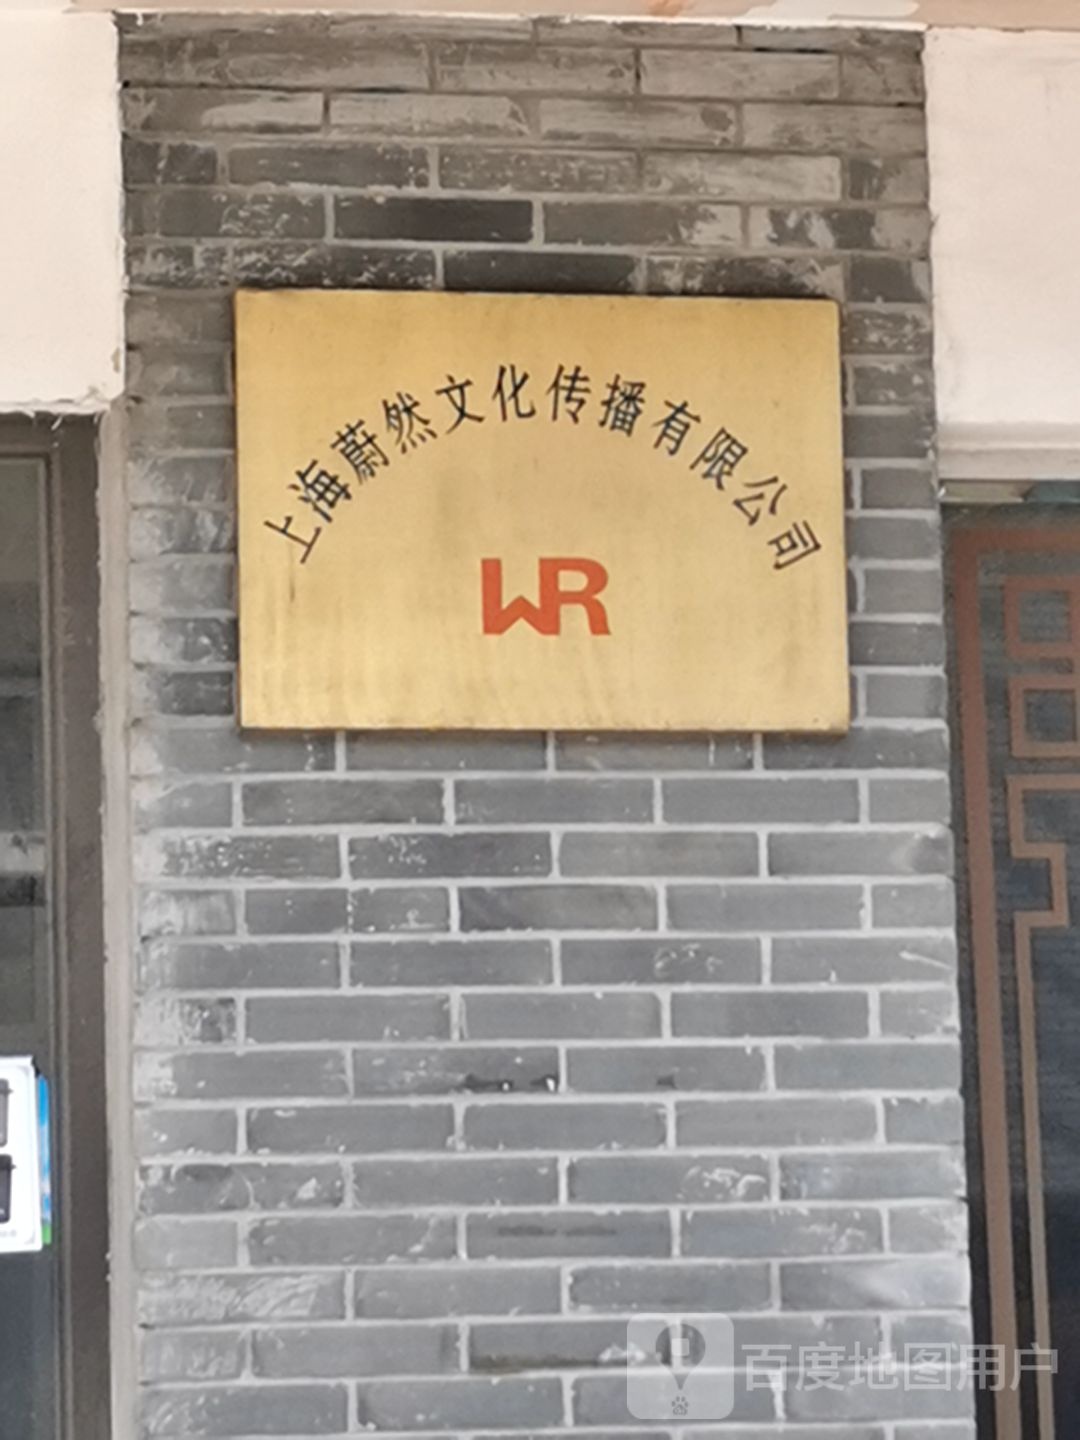 上海蔚然文化传播有限公司
WR
百度地图用户